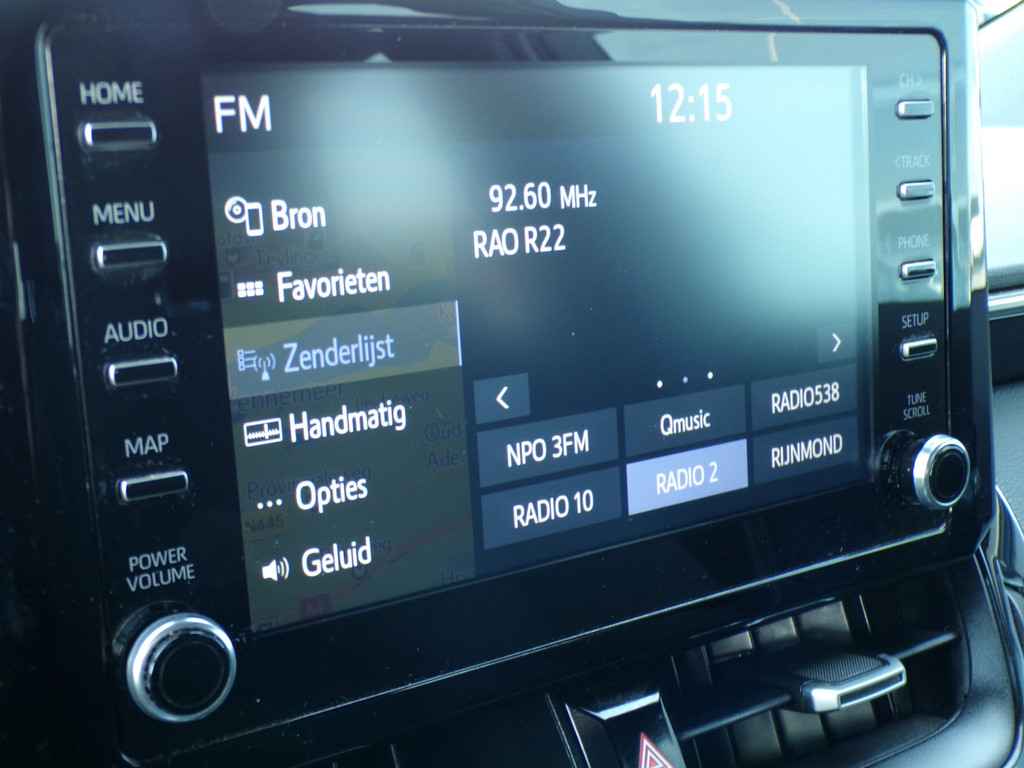 HOME
MENU
AUDIO
MAP
POWER
VOLUME
FM
12:15
Bron
Favorieten
Zenderlijst
Handmatig
Opties
Geluid
92.60 MHz
RAO R22
NPO 3FM
Qmusic
RADIO538
RADIO 10
RADIO 2
RIJNMOND
CH >
< TRACK
PHONE
SETUP
TUNE
SCROLL